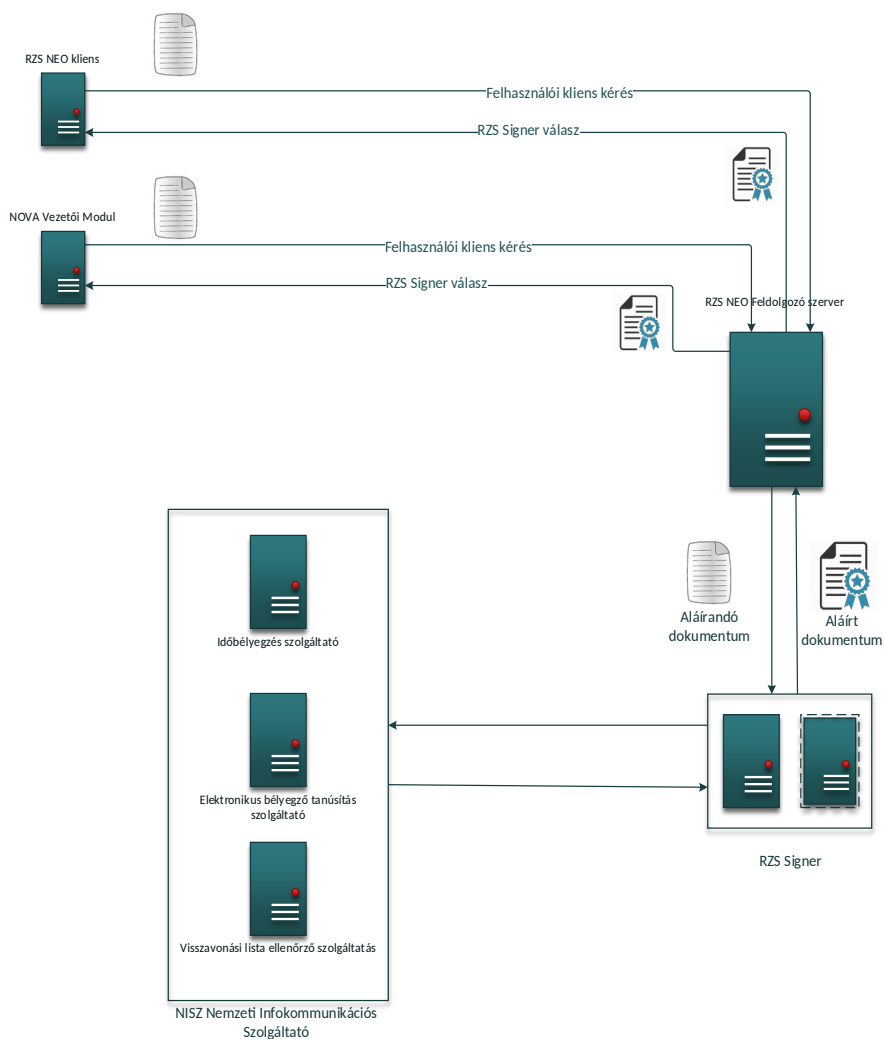 RZS NEO kliens
Felhasználói kliens kérés
RZS Signer válasz
NOVA Vezetői Modul
Felhasználói kliens kérés
RZS Signer válasz
RZS NEO Feldolgozó szerver
Aláírandó
dokumentum
Aláírt
dokumentum
Időbélyegzés szolgáltató
Elektronikus bélyegző tanúsítás
szolgáltató
RZS Signer
Visszavonási lista ellenőrző szolgáltatás
NISZ Nemzeti Infokommunikációs
Szolgáltató